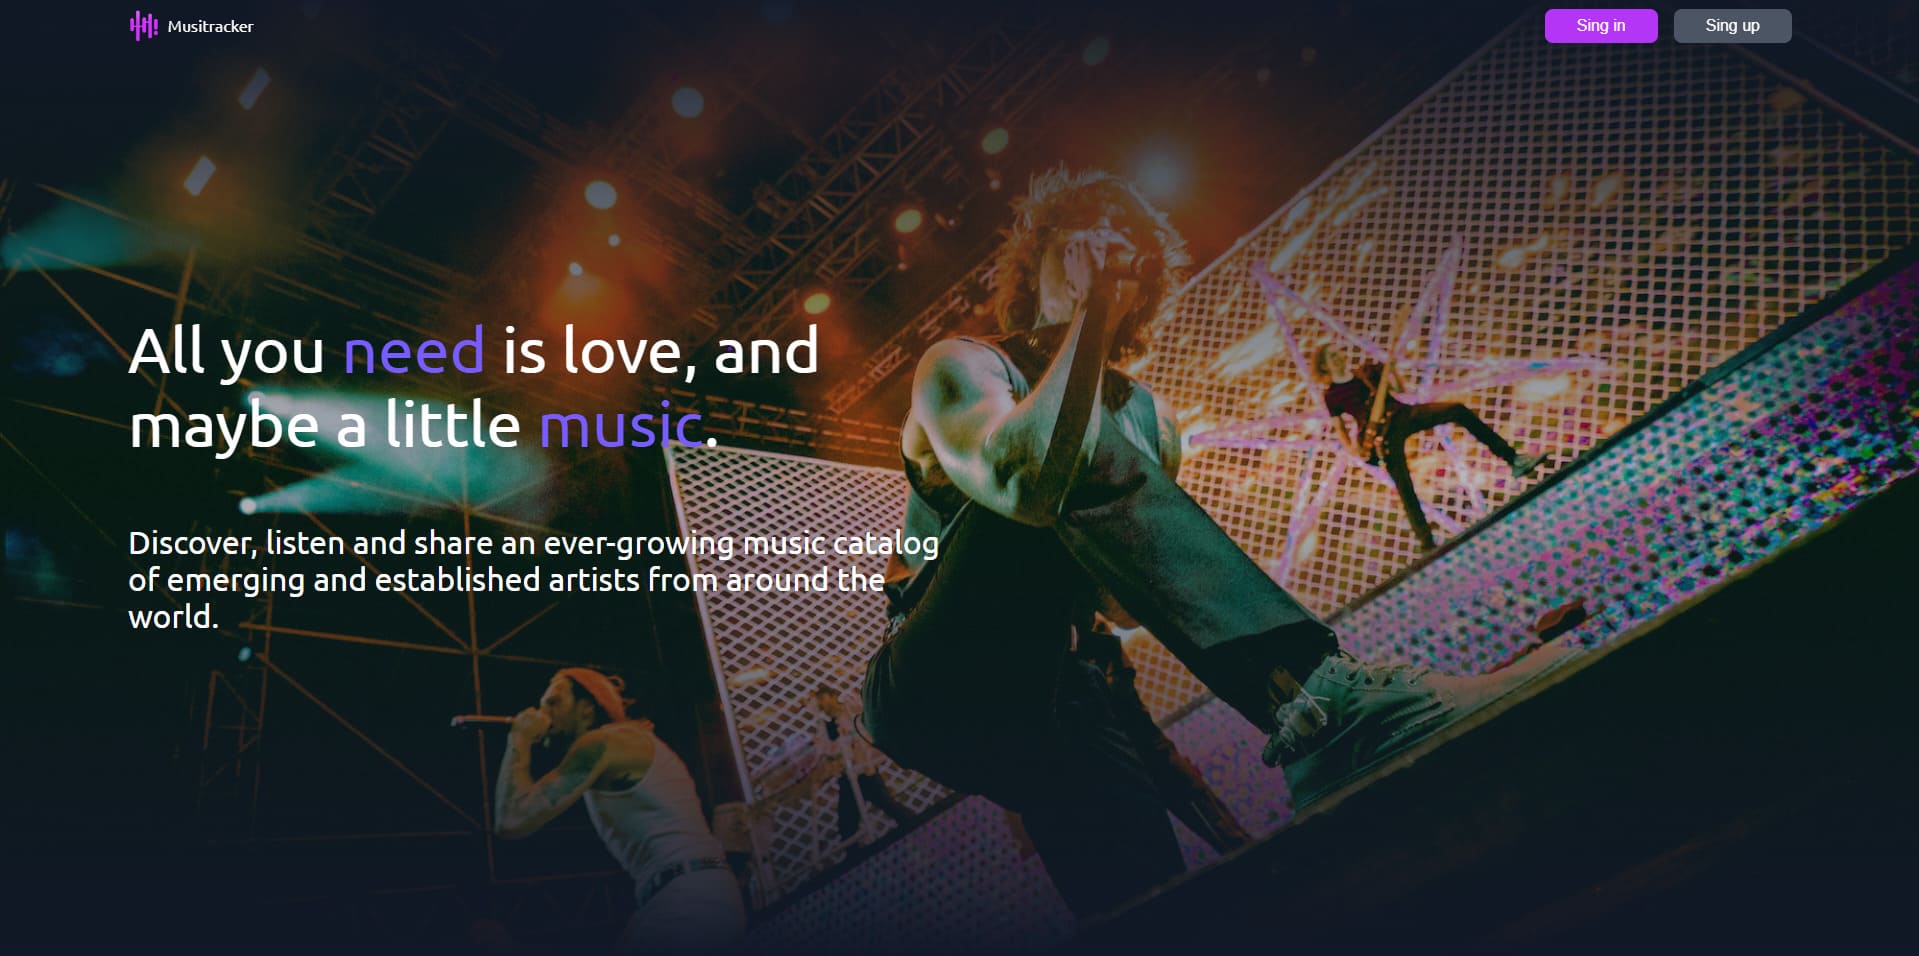 Musitracker
Sing in
Sing up
All you need is love, and
maybe a little music.
Discover, listen and share an ever-growing music catalog
of emerging and established artists from around the
world.